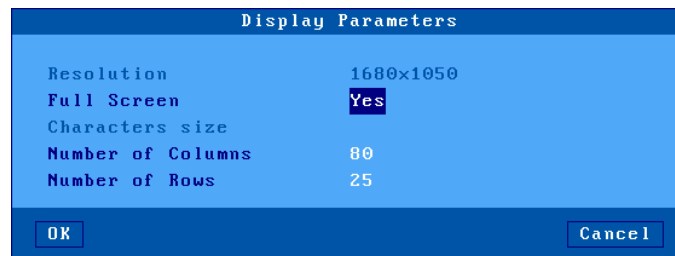 Display Parameters
Resolution 1680x1050
Full Screen Yes
Characters size
Number of Columns 80
Number of Rows 25
OK Cancel